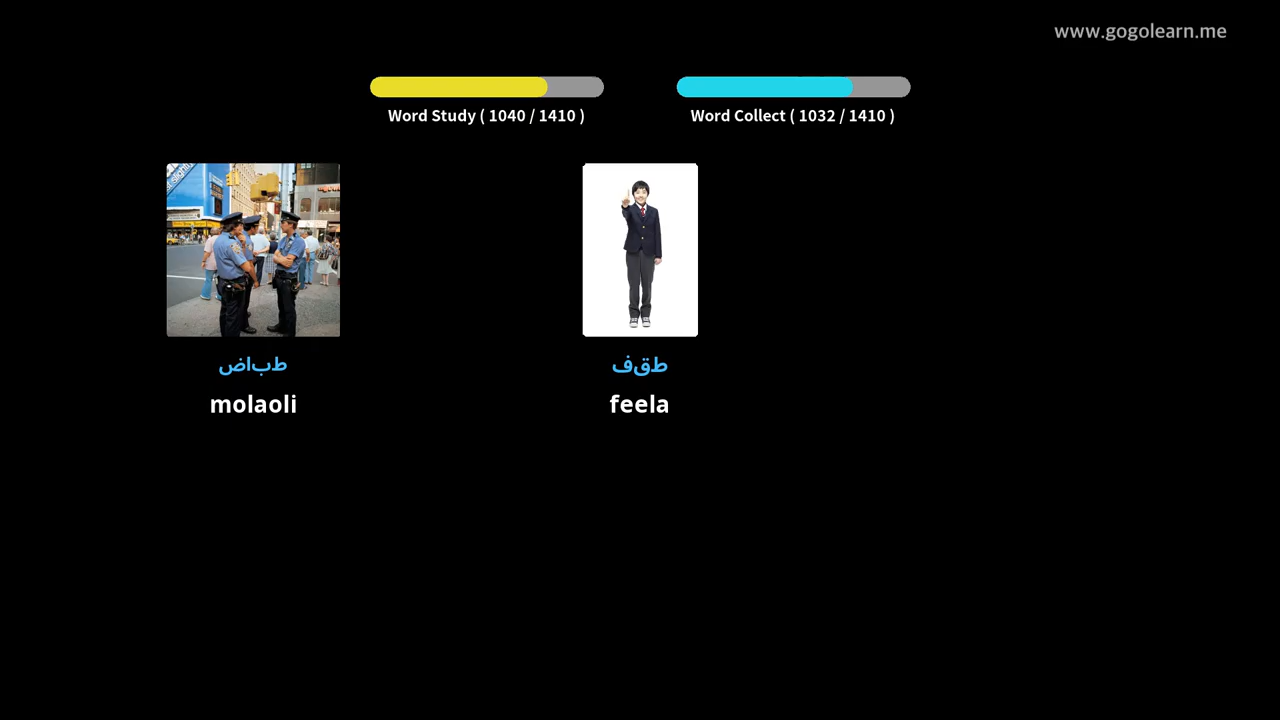 www.gogolearn.me
Word Study ( 1040 / 1410 )
Word Collect ( 1032 / 1410 )
طباض
طقف
molaoli
feela